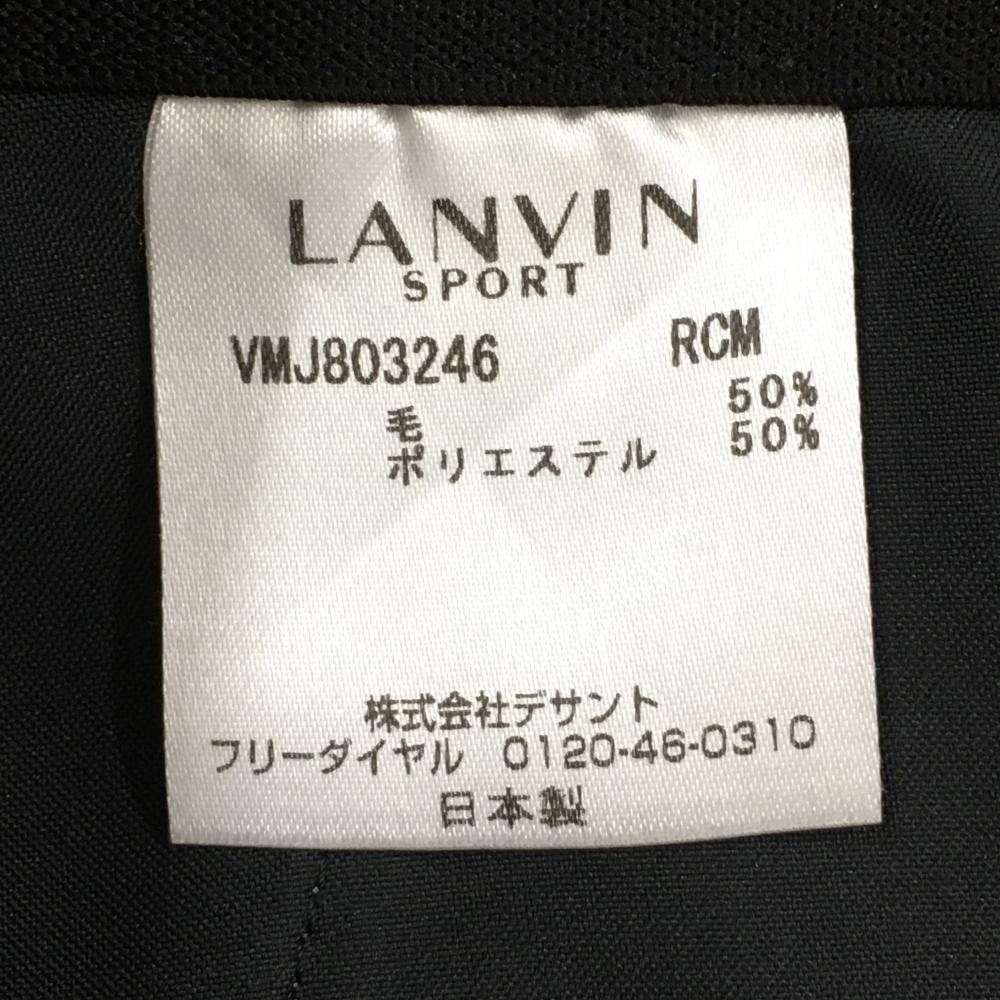 LANVIN
SPORT
VMJ803246 RCM
毛 50%
ポリエステル 50%
株式会社デサント
フリーダイヤル 0120-46-0310
日本製